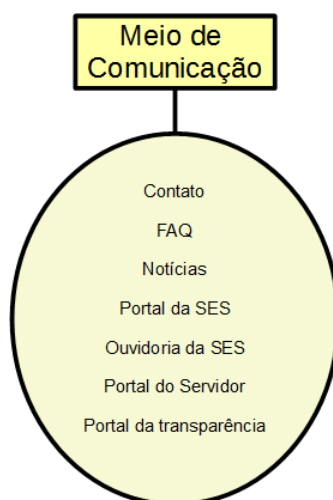 Meio de
Comunicação
Contato
FAQ
Notícias
Portal da SES
Ouvidoria da SES
Portal do Servidor
Portal da transparência